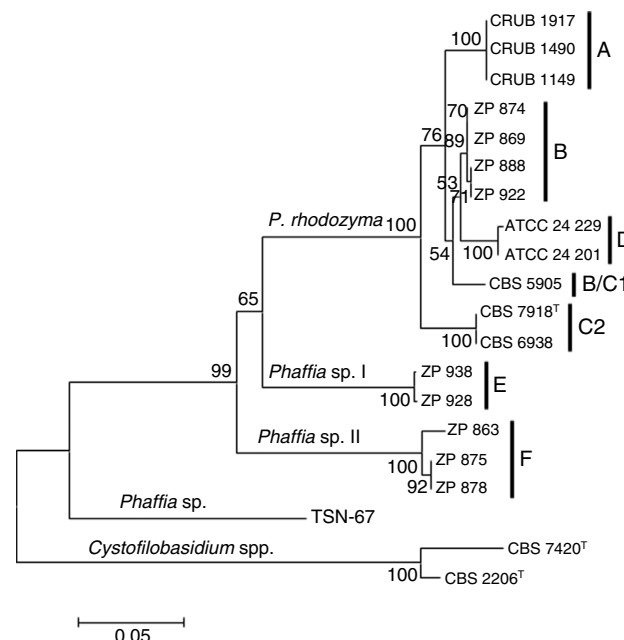 CRUB 1917
100
CRUB 1490
A
CRUB 1149
70
ZP 874
76
89
ZP 869
B
ZP 888
53
71
ZP 922
P. rhodozyma
100
ATCC 24 229
D
54
100
ATCC 24 201
CBS 5905
B/C1
65
CBS 7918T
C2
100
CBS 6938
99
Phaffia sp. I
ZP 938
E
100
ZP 928
Phaffia sp. II
ZP 863
F
100
ZP 875
92
ZP 878
Phaffia sp.
TSN-67
Cystofilobasidium spp.
CBS 7420T
100
CBS 2206T
0.05